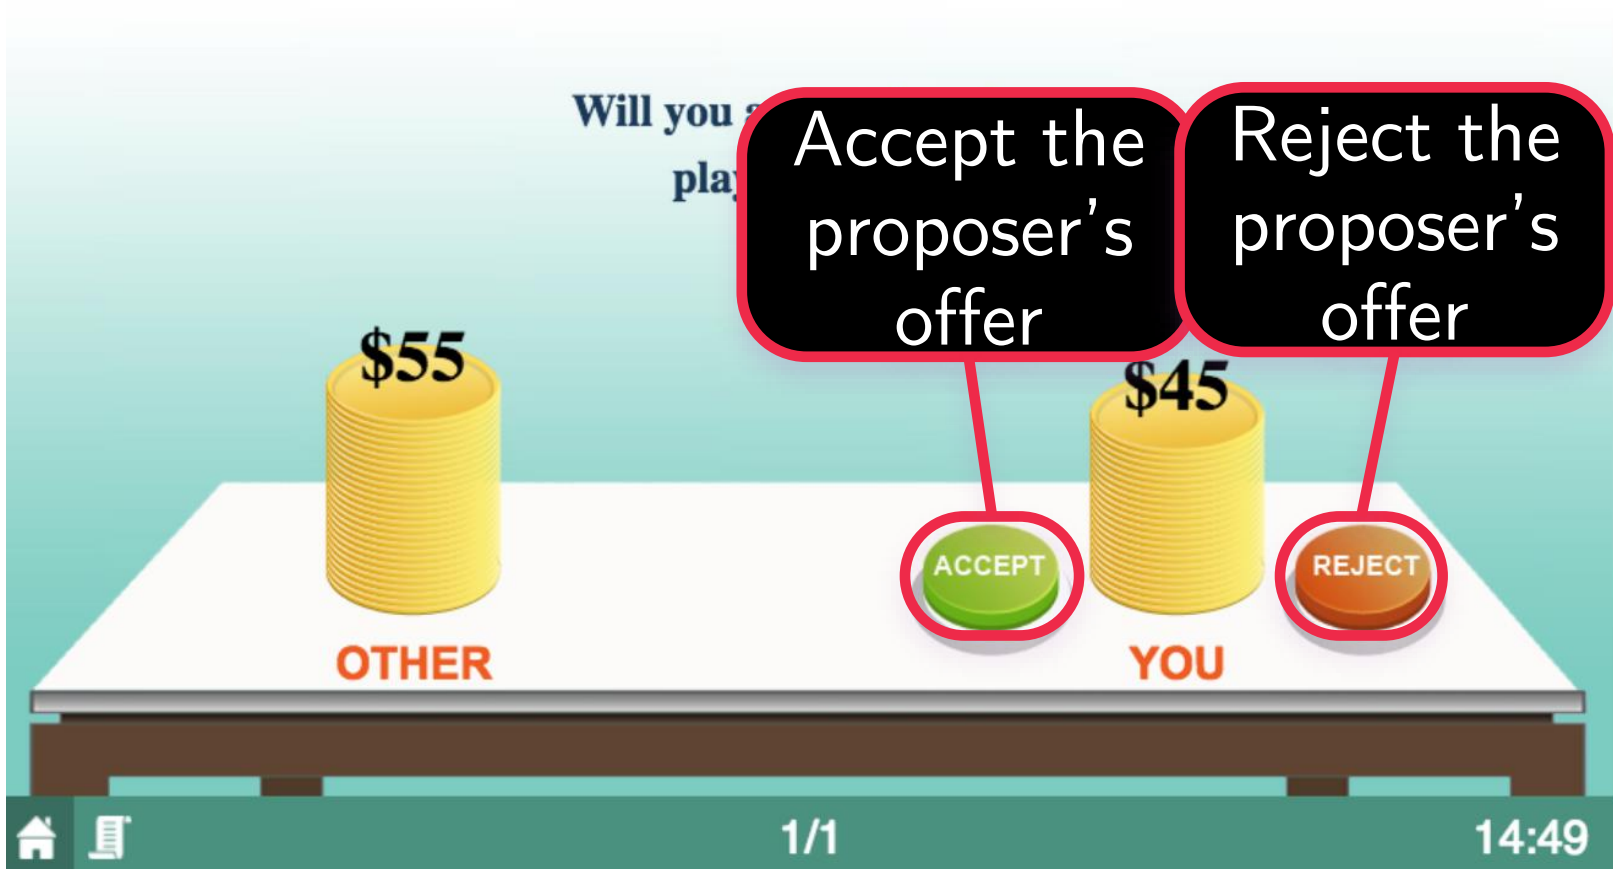 Will you
Accept the
proposer's
offer
Reject the
proposer's
offer
$55
$45
ACCEPT
REJECT
OTHER
YOU
1/1
14:49